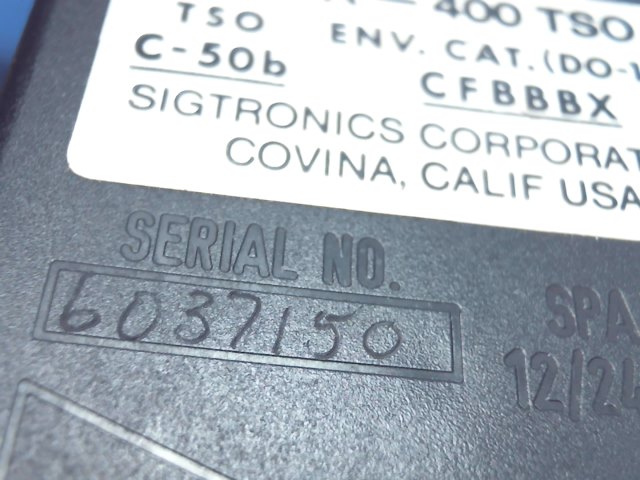 400 TSO
TSO
ENV. CAT. (DO-
C-50b
CFBBBX
SIGTRONICS CORPORAT
COVINA, CALIF USA
SERIAL NO.
6037150
SPA
12/24